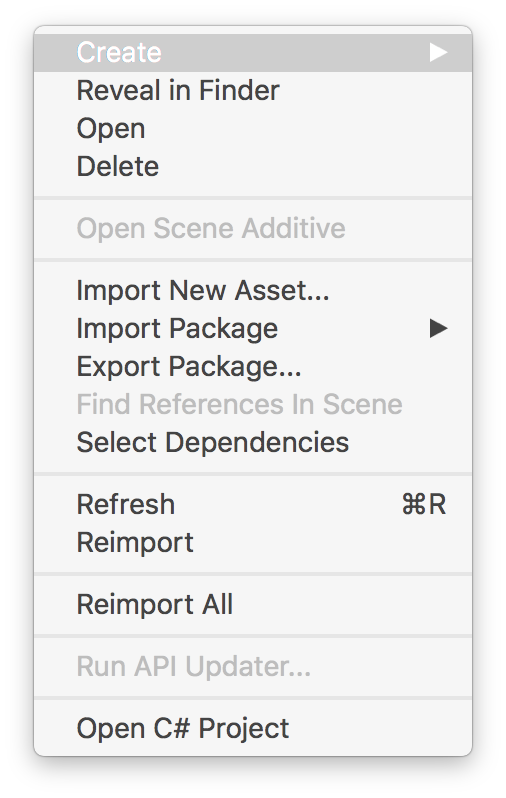 Create
Reveal in Finder
Open
Delete
Open Scene Additive
Import New Asset...
Import Package
Export Package...
Find References In Scene
Select Dependencies
Refresh ⌘R
Reimport
Reimport All
Run API Updater...
Open C# Project